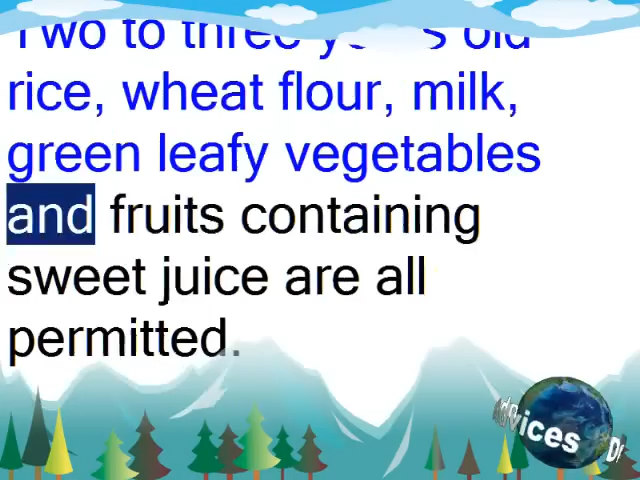 Two to three years old
rice, wheat flour, milk,
green leafy vegetables
and fruits containing
sweet juice are all
permitted.
Advices